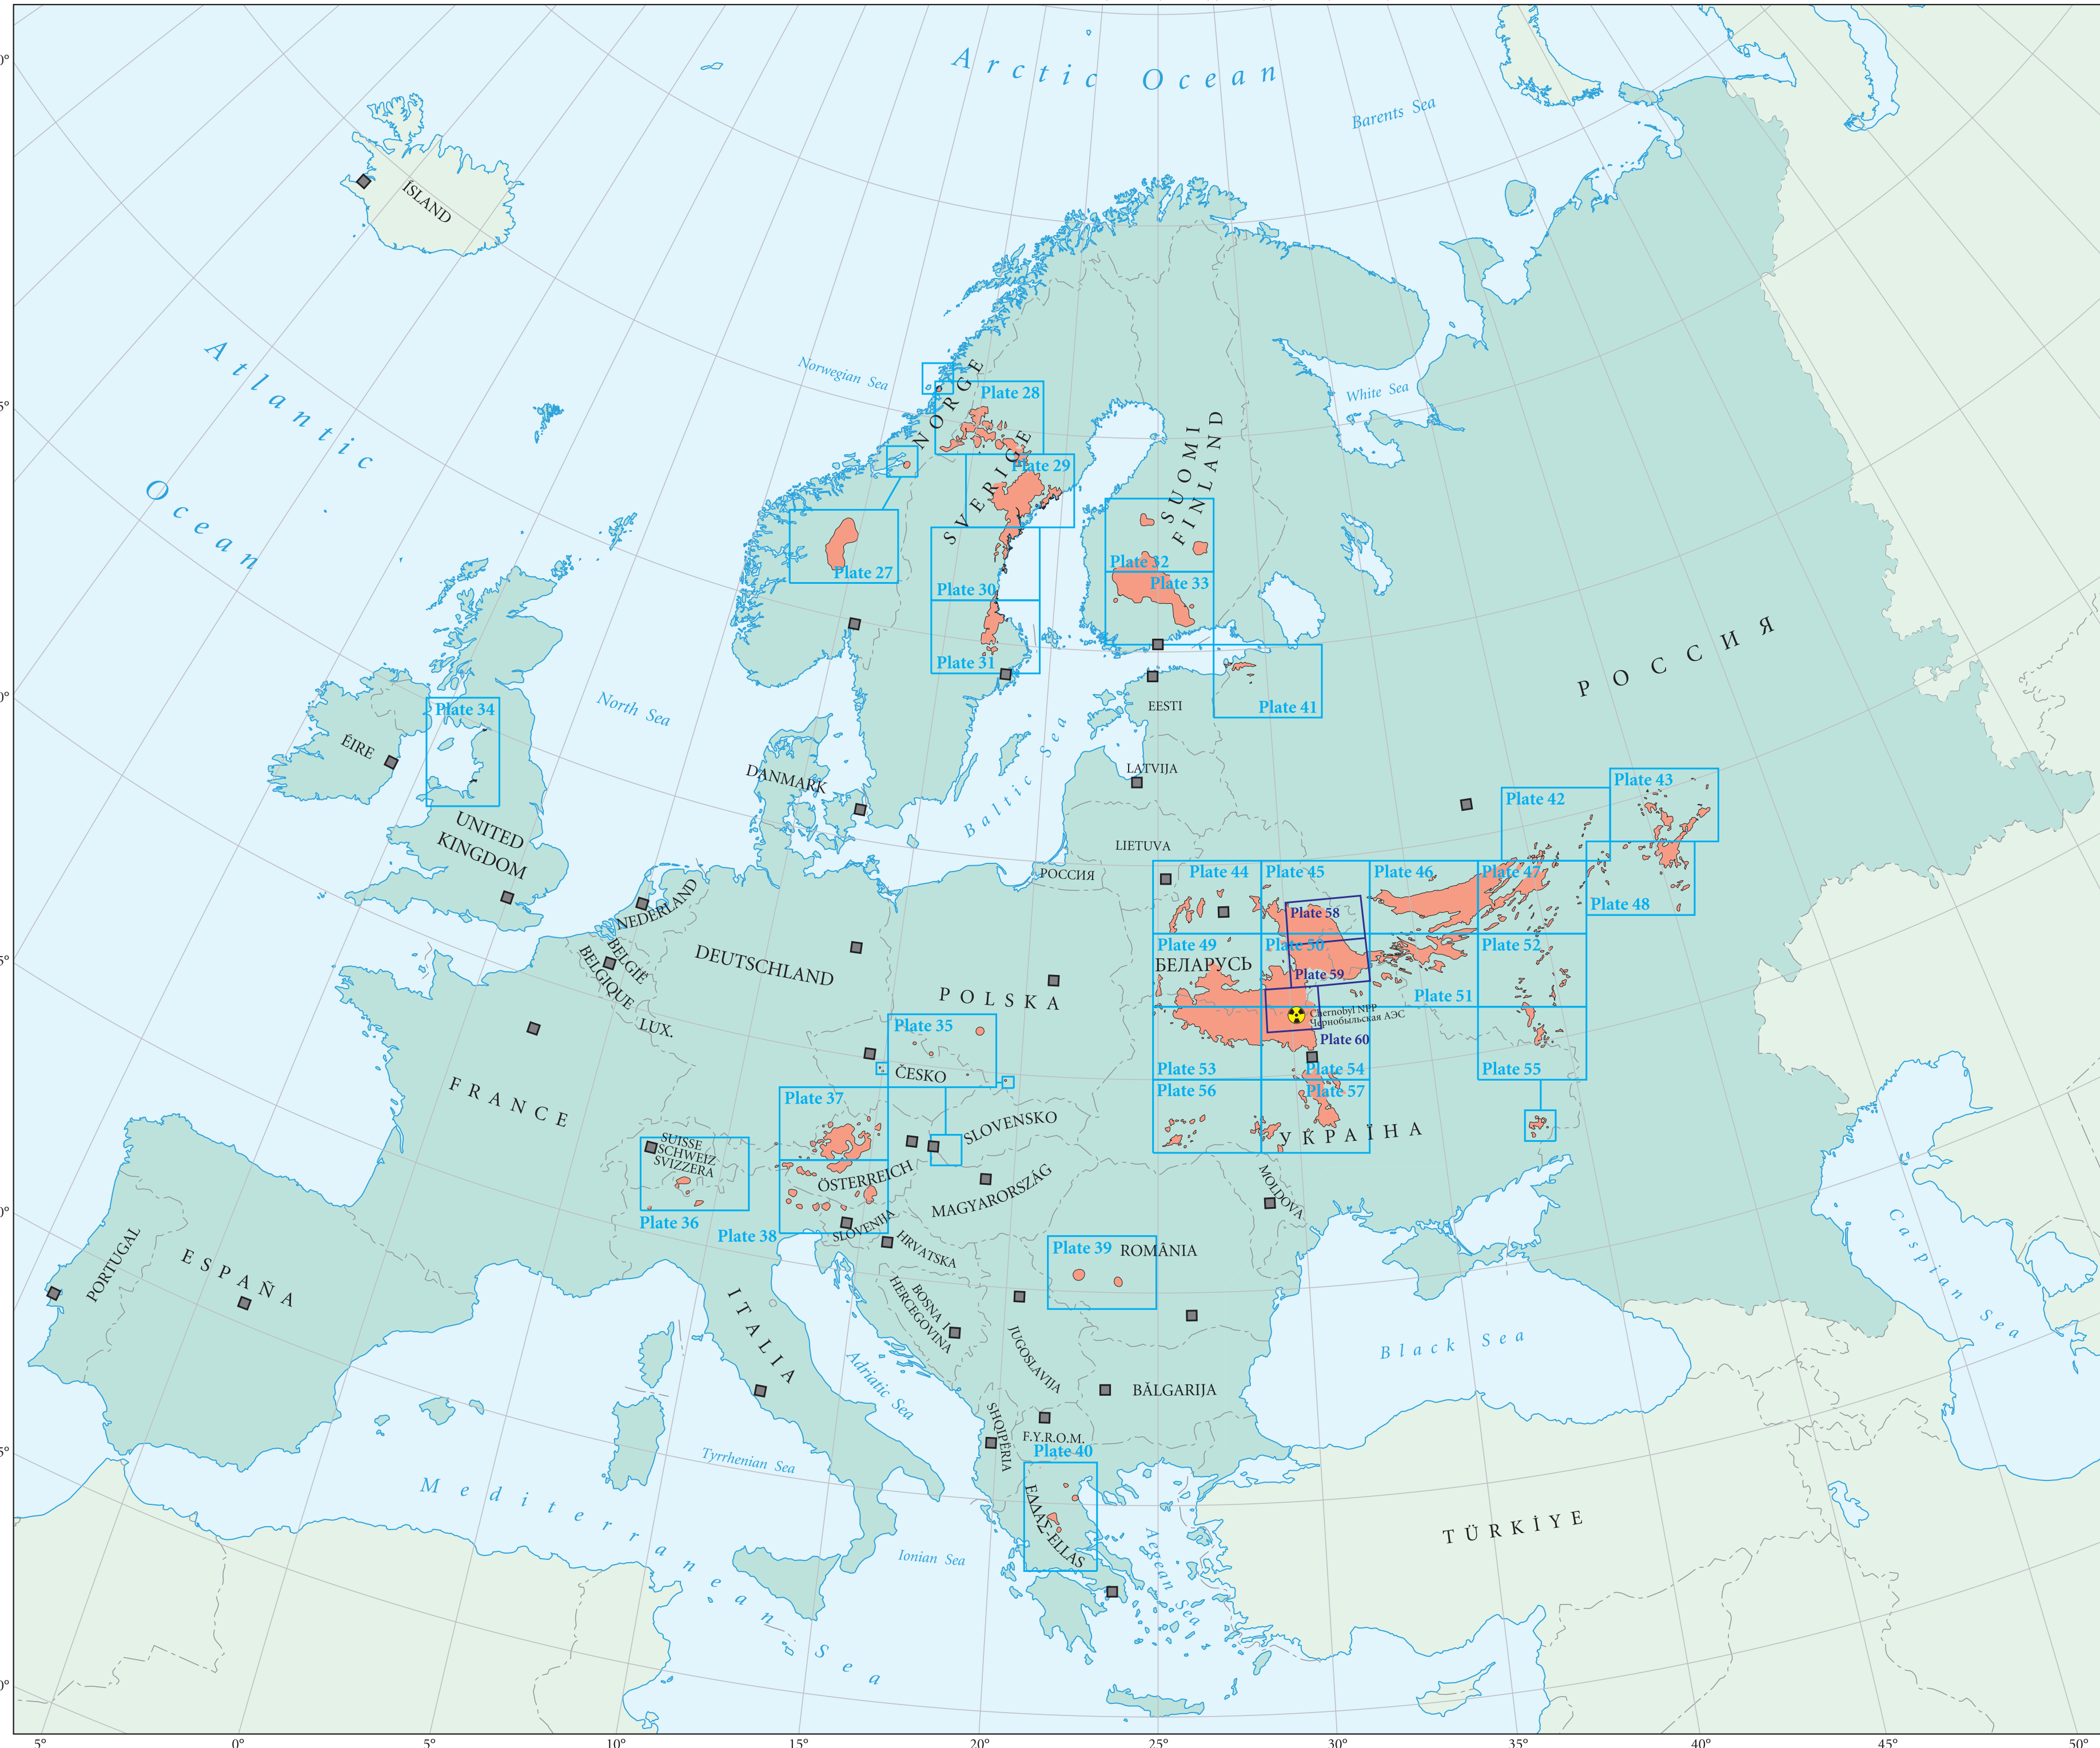 Arctic Ocean
Barents Sea
0°
ÍSLAND
Atlantic
Ocean
Norwegian Sea
White Sea
NORGE
Plate 28
SVERIGE
Plate 29
SUOMI
FINLAND
5°
Plate 27
Plate 30
Plate 31
Plate 32
Plate 33
РОССИЯ
0°
Plate 34
North Sea
ÉIRE
EESTI
Plate 41
Baltic Sea
LATVIJA
DANMARK
Plate 42
Plate 43
UNITED
KINGDOM
LIETUVA
РОССИЯ
Plate 44
Plate 45
Plate 46
Plate 47
Plate 48
NEDERLAND
Plate 58
Plate 49
Plate 50
Plate 52
БЕЛАРУСЬ
5°
BELGIË
BELGIQUE
DEUTSCHLAND
POLSKA
Plate 59
Plate 51
LUX.
Chernobyl NPP
Чернобыльская АЭС
Plate 35
Plate 60
Plate 53
Plate 54
Plate 55
ČESKO
FRANCE
Plate 37
Plate 56
Plate 57
SLOVENSKO
УКРАЇНА
SUISSE
SCHWEIZ
SVIZZERA
ÖSTERREICH
MAGYARORSZÁG
MOLDOVA
0°
Plate 36
Plate 38
SLOVENIJA
HRVATSKA
Plate 39
ROMÂNIA
PORTUGAL
ESPAÑA
Caspian Sea
ITALIA
BOSNA I
HERCEGOVINA
JUGOSLAVIJA
Black Sea
Adriatic Sea
BĂLGARIJA
SHQIPËRIA
F.Y.R.O.M.
Plate 40
5°
Tyrrhenian Sea
Mediterranean Sea
ΕΛΛΑΣ-ELLAS
Aegean Sea
Ionian Sea
TÜRKİYE
0°
5°
0°
5°
10°
15°
20°
25°
30°
35°
40°
45°
50°